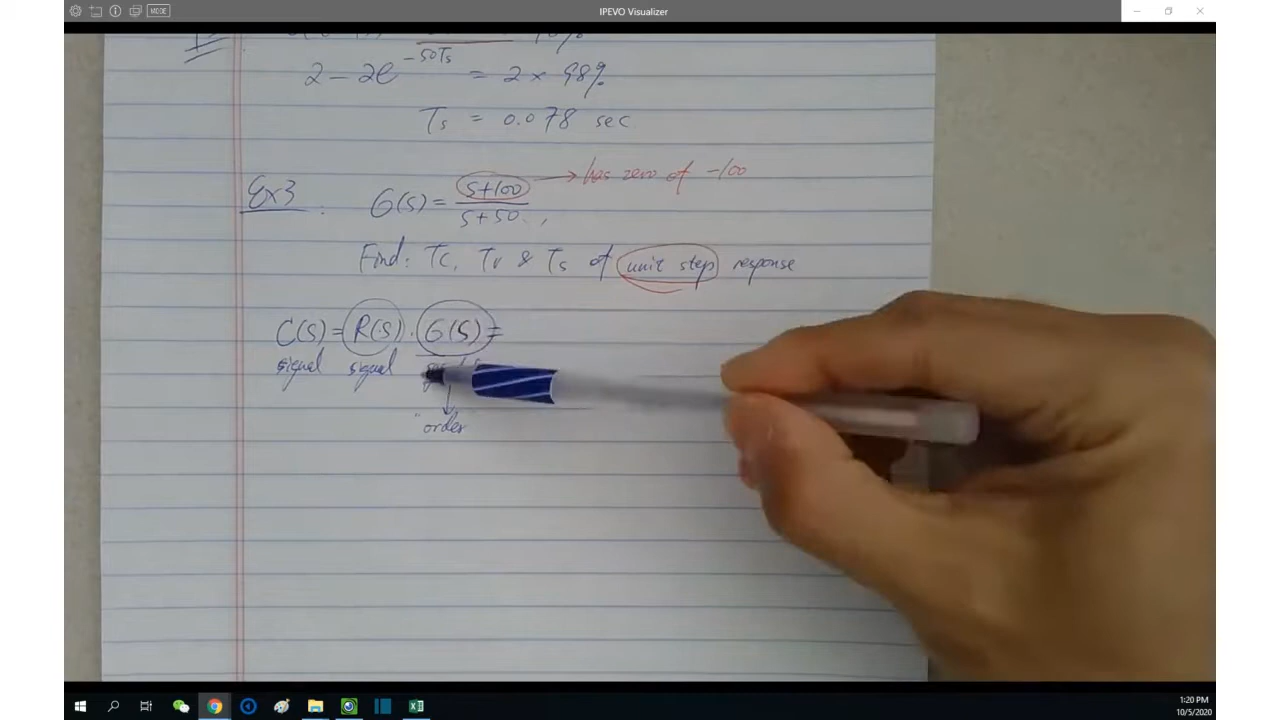 IPEVO Visualizer
MODE
2 - 2e^-50Ts = 2 × 98%
Ts = 0.078 sec
Ex3 : G(s) = s+100 / s+50 , → has zero of -100
Find: Tc, Tr & Ts of unit step response
C(s) = R(s) · G(s) =
signal signal
"order
1:20 PM
10/5/2020